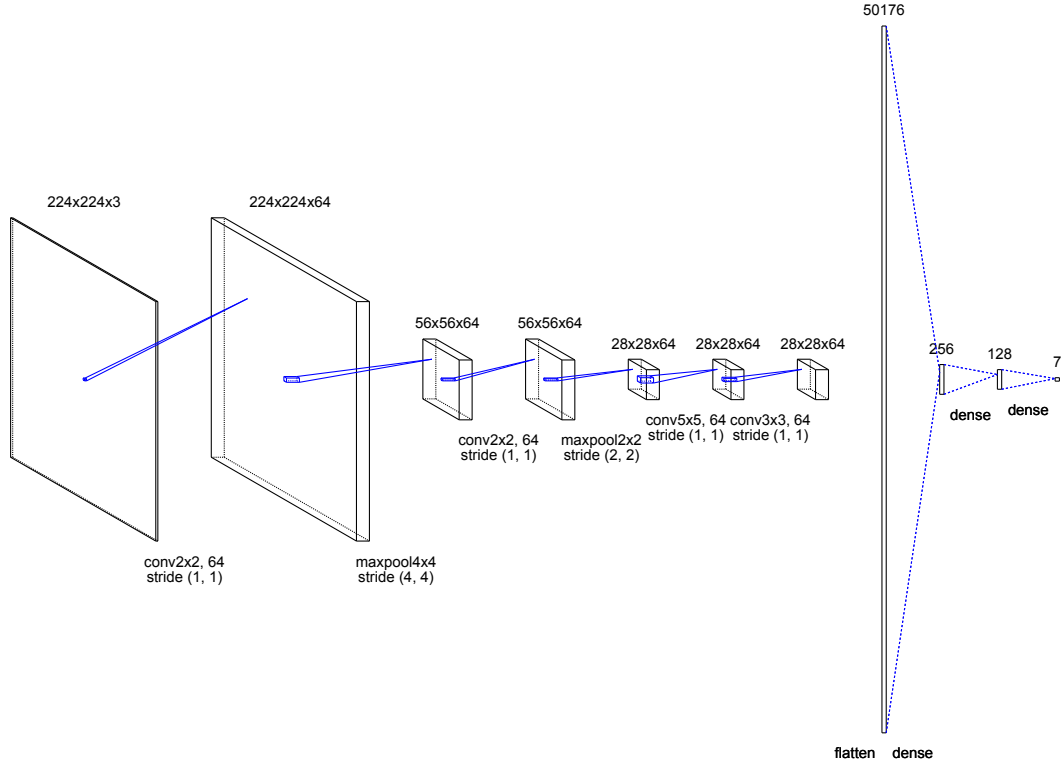 50176
224x224x3
224x224x64
56x56x64
56x56x64
28x28x64
28x28x64
28x28x64
256
128
7
dense
dense
conv5x5, 64
stride (1, 1)
conv3x3, 64
stride (1, 1)
conv2x2, 64
stride (1, 1)
maxpool2x2
stride (2, 2)
conv2x2, 64
stride (1, 1)
maxpool4x4
stride (4, 4)
flatten
dense